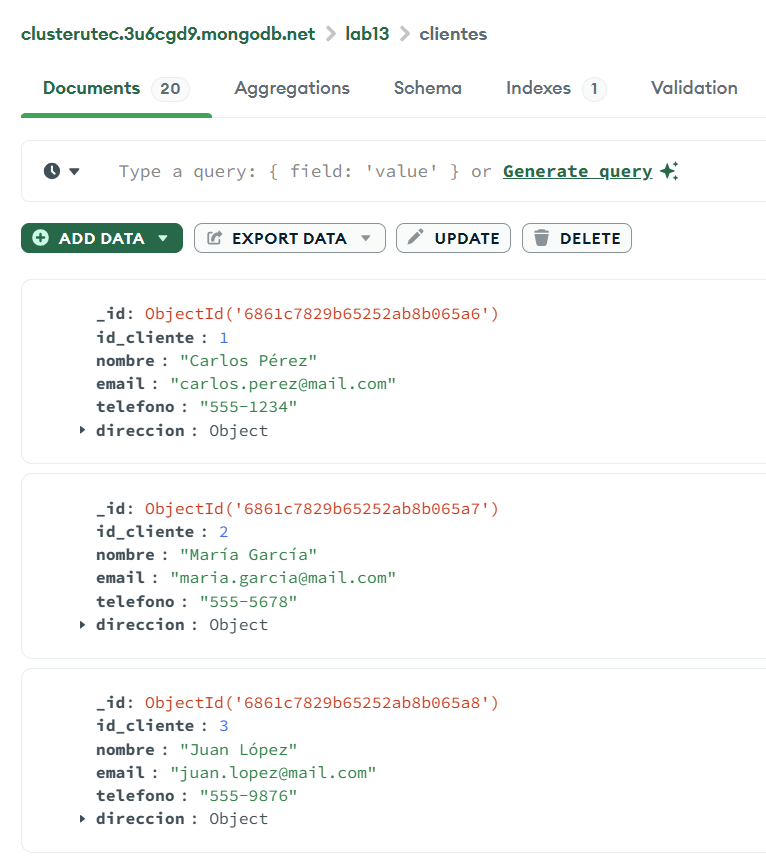 clusterutec.3u6cgd9.mongodb.net > lab13 > clientes
Documents 20 Aggregations Schema Indexes 1 Validation
Type a query: { field: 'value' } or Generate query
ADD DATA EXPORT DATA UPDATE DELETE
_id: ObjectId('6861c7829b65252ab8b065a6')
id_cliente : 1
nombre : "Carlos Pérez"
email : "carlos.perez@mail.com"
telefono : "555-1234"
direccion : Object
_id: ObjectId('6861c7829b65252ab8b065a7')
id_cliente : 2
nombre : "María García"
email : "maria.garcia@mail.com"
telefono : "555-5678"
direccion : Object
_id: ObjectId('6861c7829b65252ab8b065a8')
id_cliente : 3
nombre : "Juan López"
email : "juan.lopez@mail.com"
telefono : "555-9876"
direccion : Object